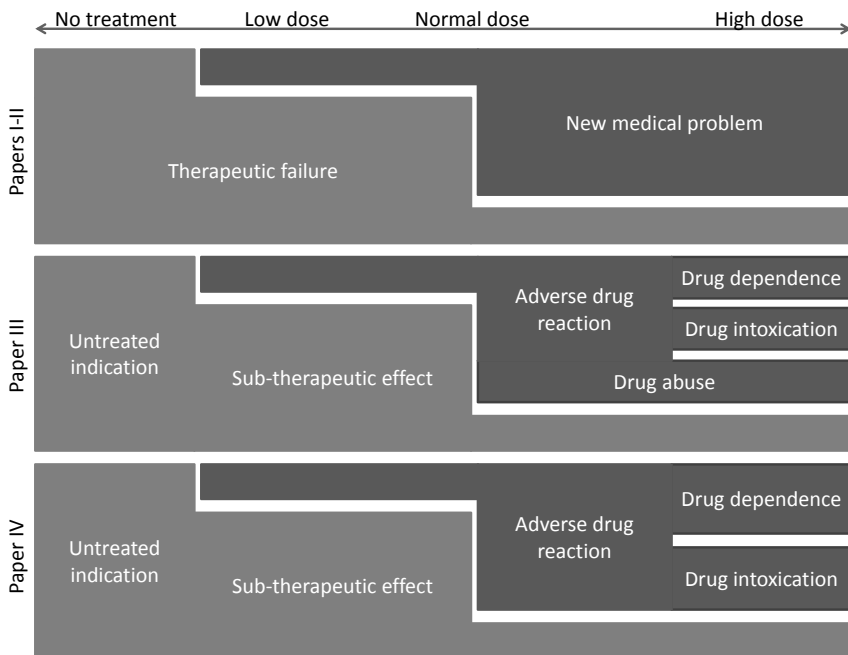 No treatment Low dose Normal dose High dose
Papers I-II
New medical problem
Therapeutic failure
Paper III
Drug dependence
Adverse drug
reaction
Drug intoxication
Untreated
indication
Sub-therapeutic effect
Drug abuse
Paper IV
Drug dependence
Adverse drug
reaction
Untreated
indication
Sub-therapeutic effect
Drug intoxication